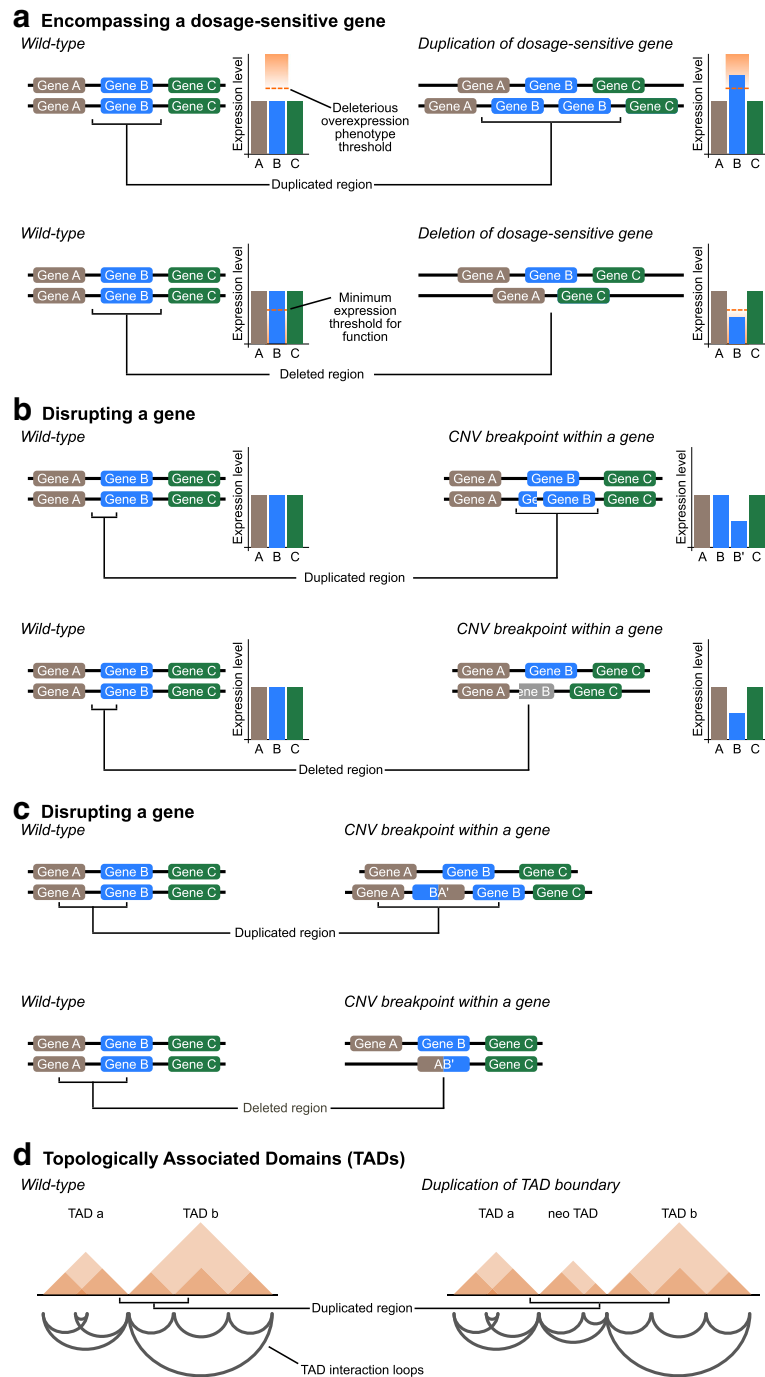 a Encompassing a dosage-sensitive gene
Wild-type
Duplication of dosage-sensitive gene
Gene A Gene B Gene C
Gene A Gene B Gene C
Expression level
A B C
Deleterious
overexpression
phenotype
threshold
Gene A Gene B Gene C
Gene A Gene B Gene B Gene C
Expression level
A B C
Duplicated region
Wild-type
Deletion of dosage-sensitive gene
Gene A Gene B Gene C
Gene A Gene B Gene C
Expression level
A B C
Minimum
expression
threshold for
function
Gene A Gene B Gene C
Gene A Gene C
Expression level
A B C
Deleted region
b Disrupting a gene
Wild-type
CNV breakpoint within a gene
Gene A Gene B Gene C
Gene A Gene B Gene C
Expression level
A B C
Gene A Gene B Gene C
Gene A Ge Gene B Gene C
Expression level
A B B' C
Duplicated region
Wild-type
CNV breakpoint within a gene
Gene A Gene B Gene C
Gene A Gene B Gene C
Expression level
A B C
Gene A Gene B Gene C
Gene A ene B Gene C
Expression level
A B C
Deleted region
c Disrupting a gene
Wild-type
CNV breakpoint within a gene
Gene A Gene B Gene C
Gene A Gene B Gene C
Gene A Gene B Gene C
Gene A BA' Gene B Gene C
Duplicated region
Wild-type
CNV breakpoint within a gene
Gene A Gene B Gene C
Gene A Gene B Gene C
Gene A Gene B Gene C
AB' Gene C
Deleted region
d Topologically Associated Domains (TADs)
Wild-type
Duplication of TAD boundary
TAD a TAD b
TAD a neo TAD TAD b
Duplicated region
TAD interaction loops